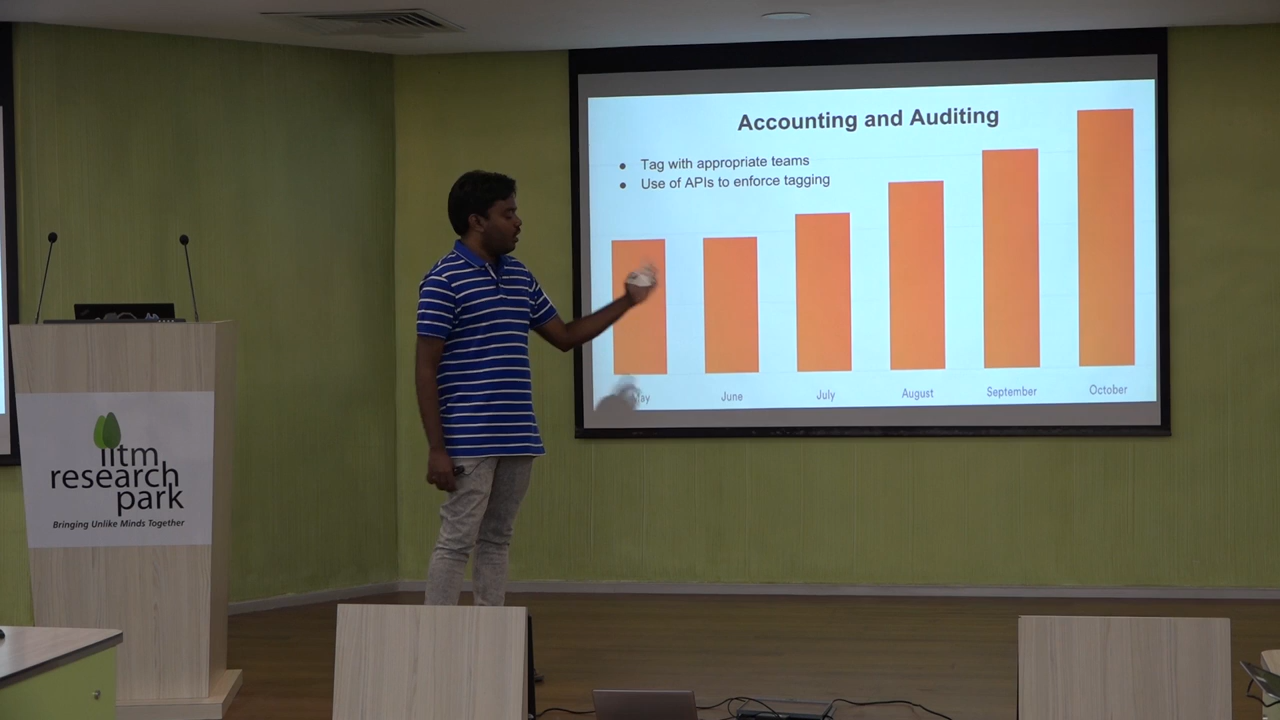 Accounting and Auditing
● Tag with appropriate teams
● Use of APIs to enforce tagging
May June July August September October
iitm
research
park
Bringing Unlike Minds Together